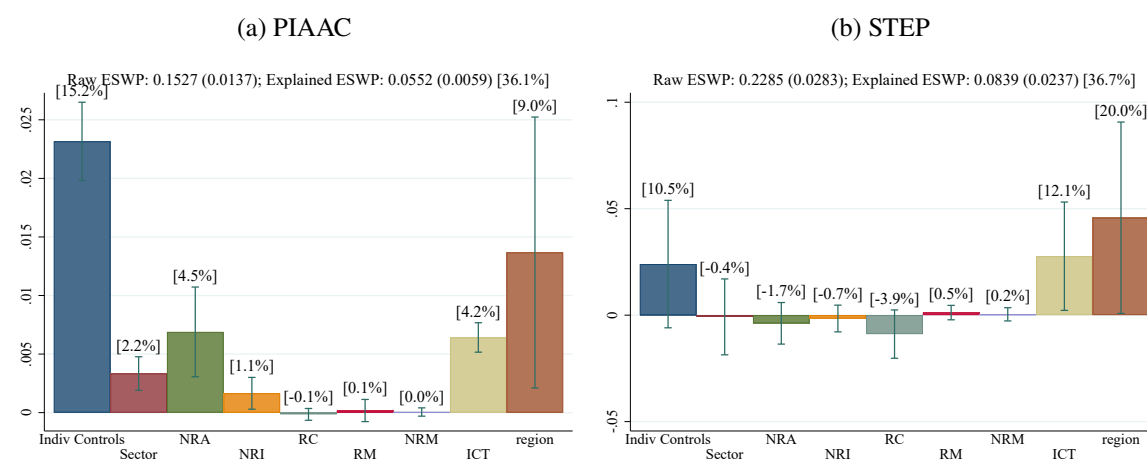 (a) PIAAC
Raw ESWP: 0.1527 (0.0137); Explained ESWP: 0.0552 (0.0059) [36.1%]
[15.2%]
[2.2%]
[4.5%]
[1.1%]
[-0.1%]
[0.1%]
[0.0%]
[4.2%]
[9.0%]
.025
.02
.015
.01
.005
0
Indiv Controls
Sector
NRA
NRI
RC
RM
NRM
ICT
region
(b) STEP
Raw ESWP: 0.2285 (0.0283); Explained ESWP: 0.0839 (0.0237) [36.7%]
[10.5%]
[-0.4%]
[-1.7%]
[-0.7%]
[-3.9%]
[0.5%]
[0.2%]
[12.1%]
[20.0%]
.1
.05
0
-.05
Indiv Controls
Sector
NRA
NRI
RC
RM
NRM
ICT
region